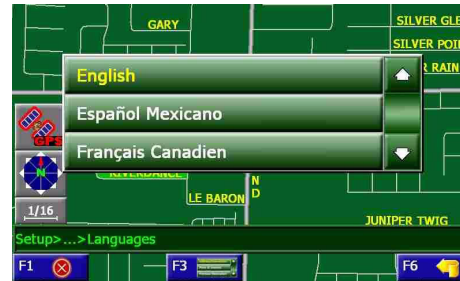 GARY
SILVER GLE
SILVER POI
English
R RAIN
Español Mexicano
GPS
Français Canadien
N
RIVERDANCE
N
D
LE BARON
1/16
JUNIPER TWIG
Setup>...>Languages
F1
F3
F6